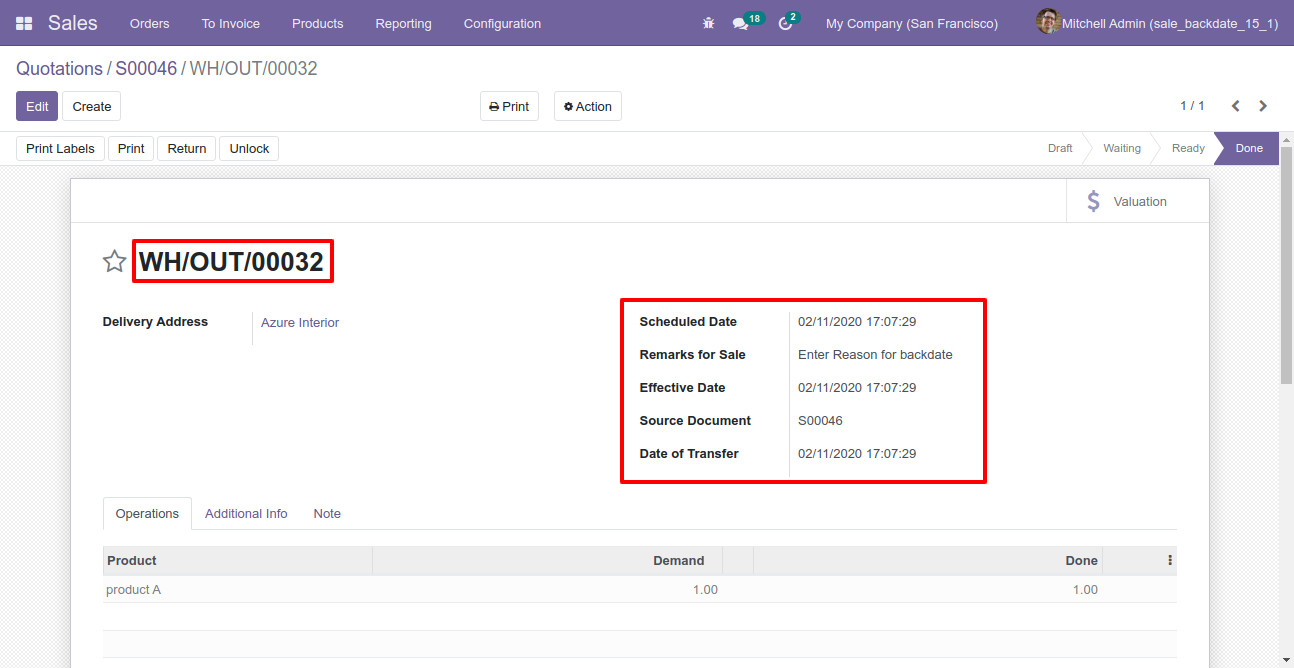 Sales Orders To Invoice Products Reporting Configuration 18 2 My Company (San Francisco) Mitchell Admin (sale_backdate_15_1)
Quotations / S00046 / WH/OUT/00032
Edit Create Print Action 1 / 1
Print Labels Print Return Unlock Draft Waiting Ready Done
$ Valuation
WH/OUT/00032
Delivery Address Azure Interior
Scheduled Date 02/11/2020 17:07:29
Remarks for Sale Enter Reason for backdate
Effective Date 02/11/2020 17:07:29
Source Document S00046
Date of Transfer 02/11/2020 17:07:29
Operations Additional Info Note
Product Demand Done
product A 1.00 1.00